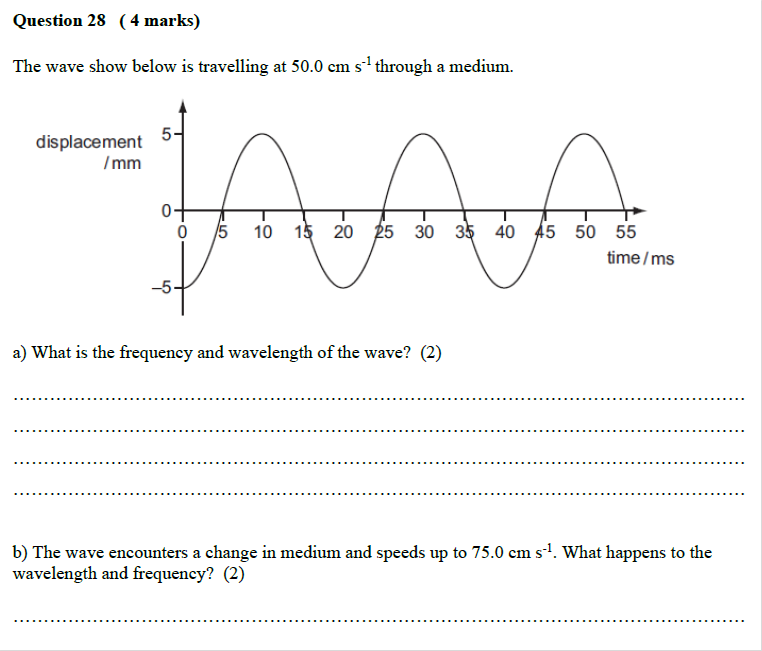 Question 28 ( 4 marks)
The wave show below is travelling at 50.0 cm s⁻¹ through a medium.
displacement
/mm
5
0
–5
0 5 10 15 20 25 30 35 40 45 50 55
time/ms
a) What is the frequency and wavelength of the wave? (2)
b) The wave encounters a change in medium and speeds up to 75.0 cm s⁻¹. What happens to the
wavelength and frequency? (2)